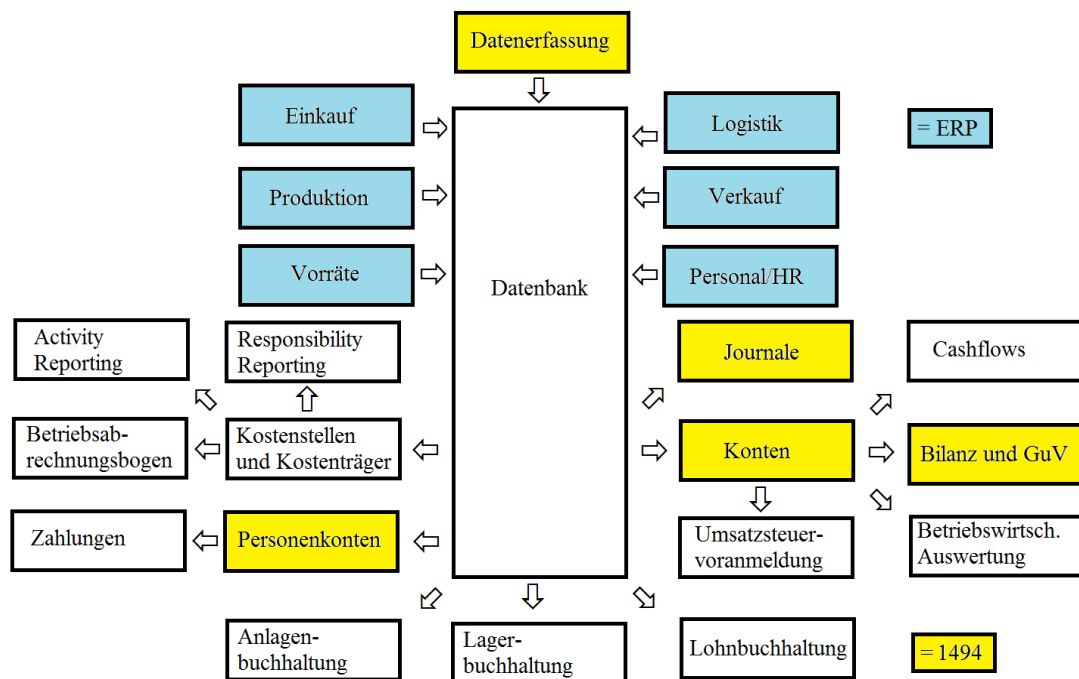 Datenerfassung
Einkauf
Logistik
= ERP
Produktion
Verkauf
Vorräte
Datenbank
Personal/HR
Activity
Reporting
Responsibility
Reporting
Journale
Cashflows
Betriebsab-
rechnungsbogen
Kostenstellen
und Kostenträger
Konten
Bilanz und GuV
Zahlungen
Personenkonten
Umsatzsteuer-
voranmeldung
Betriebswirtsch.
Auswertung
Anlagen-
buchhaltung
Lager-
buchhaltung
Lohnbuchhaltung
= 1494